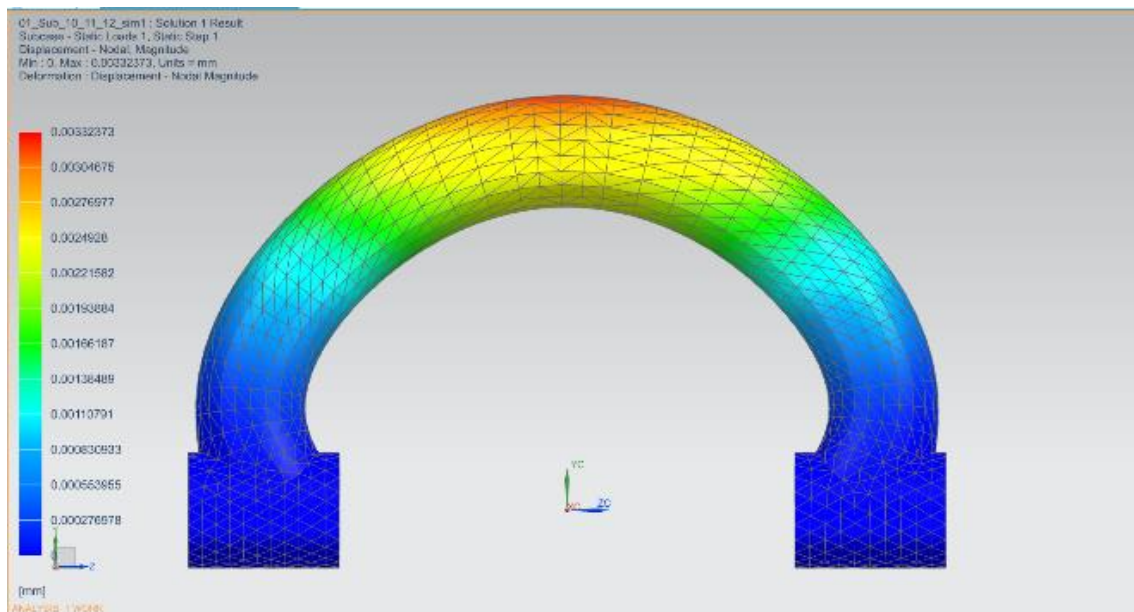 01_Sub_10_11_12_sim1 : Solution 1 Result
Subcase - Static Loads 1, Static Step 1
Displacement - Nodal, Magnitude
Min : 0, Max : 0.00332373, Units = mm
Deformation : Displacement - Nodal Magnitude
0.00332373
0.00304675
0.00276977
0.0024928
0.00221582
0.00193884
0.00166187
0.00138489
0.00110791
0.000830933
0.000553955
0.000276978
YC
XC
ZC
Y
Z
[mm]